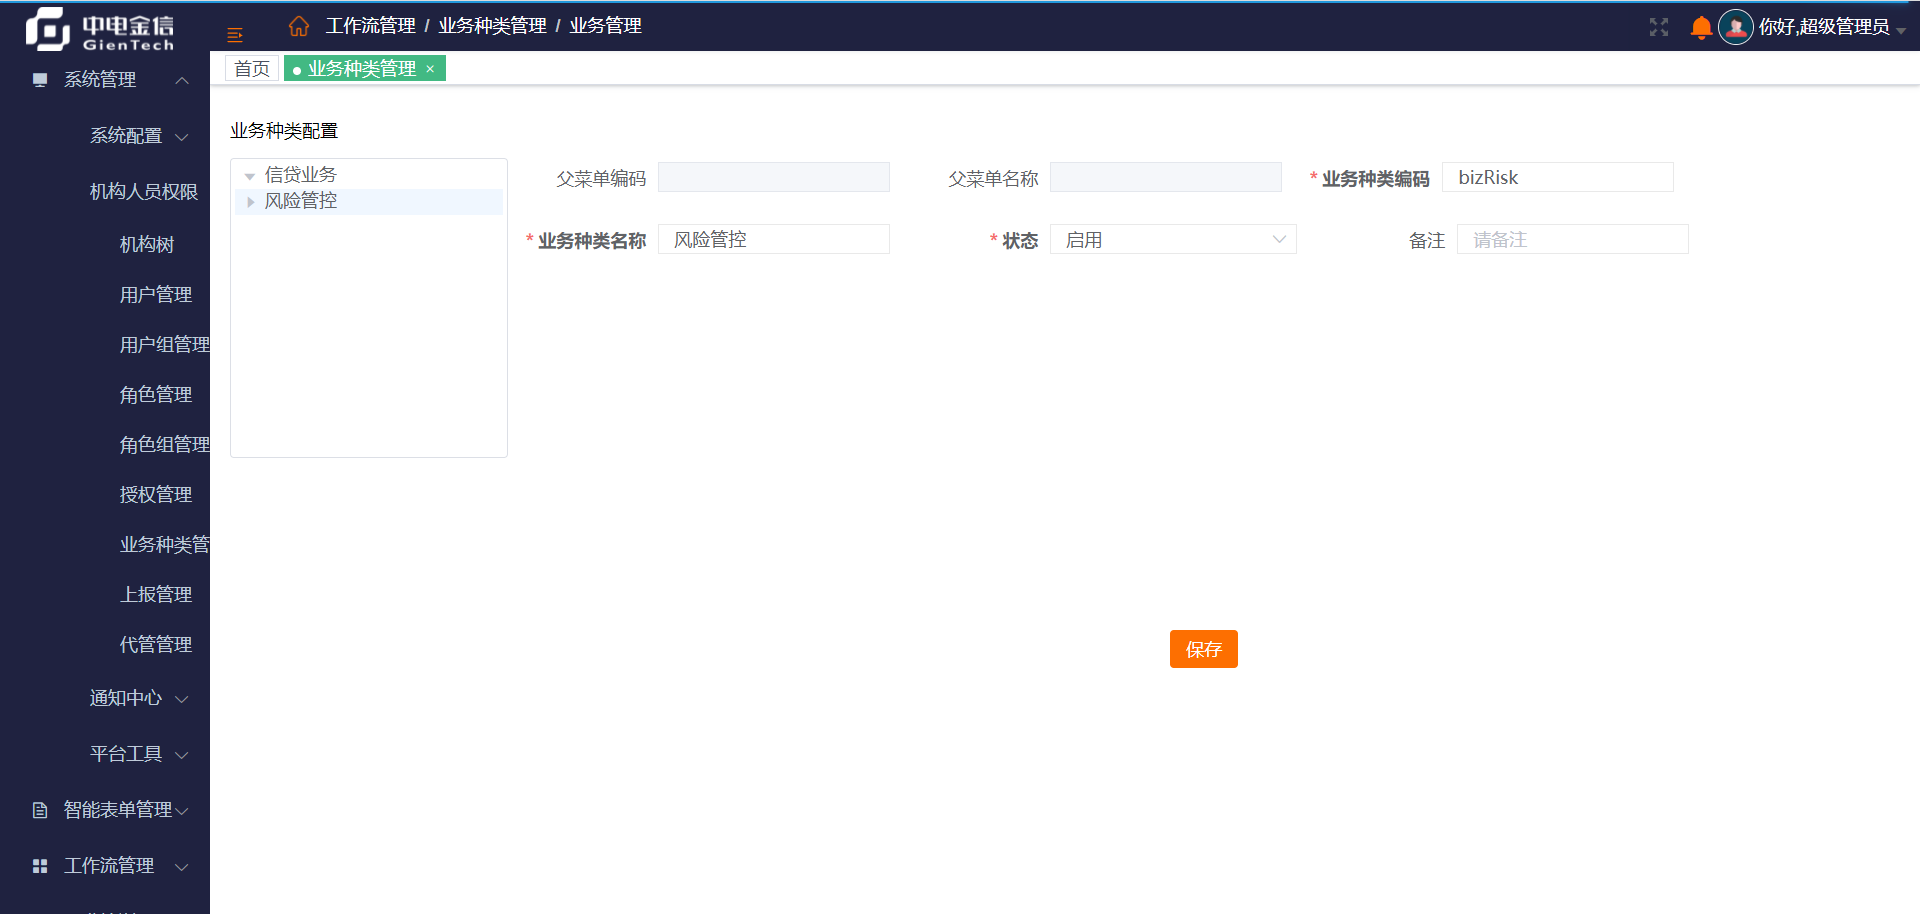 中电金信
GienTech
工作流管理 / 业务种类管理 / 业务管理
你好,超级管理员
首页
业务种类管理 ×
系统管理
系统配置
机构人员权限
机构树
用户管理
用户组管理
角色管理
角色组管理
授权管理
业务种类管
上报管理
代管管理
通知中心
平台工具
智能表单管理
工作流管理
业务种类配置
信贷业务
风险管控
父菜单编码
父菜单名称
* 业务种类编码 bizRisk
* 业务种类名称 风险管控
* 状态 启用
备注 请备注
保存